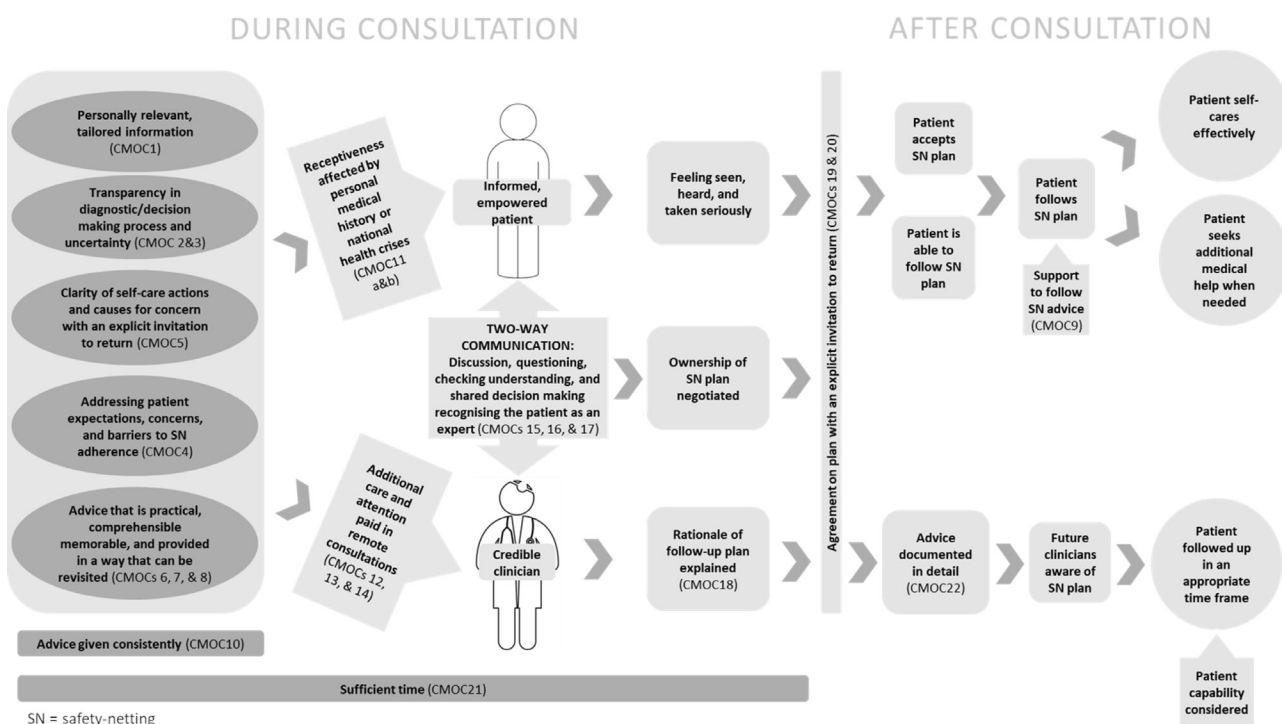 DURING CONSULTATION
AFTER CONSULTATION
Personally relevant,
tailored information
(CMOC1)
Transparency in
diagnostic/decision
making process and
uncertainty (CMOC 2&3)
Clarity of self-care actions
and causes for concern
with an explicit invitation
to return (CMOC5)
Addressing patient
expectations, concerns,
and barriers to SN
adherence (CMOC4)
Advice that is practical,
comprehensible
memorable, and provided
in a way that can be
revisited (CMOCs 6, 7, & 8)
Advice given consistently (CMOC10)
Receptiveness
affected by
personal
medical
history or
national
health crises
(CMOC11
a&b)
Additional
care and
attention
paid in
remote
consultations
(CMOCs 12,
13, & 14)
Informed,
empowered
patient
TWO-WAY
COMMUNICATION:
Discussion, questioning,
checking understanding, and
shared decision making
recognising the patient as an
expert (CMOCs 15, 16, & 17)
Credible
clinician
Feeling seen,
heard, and
taken seriously
Ownership of
SN plan
negotiated
Rationale of
follow-up plan
explained
(CMOC18)
Sufficient time (CMOC21)
Agreement on plan with an explicit invitation to return (CMOCs 19 & 20)
Patient
accepts
SN plan
Patient is able
to follow SN
plan
Patient
follows
SN plan
Support
to follow
SN advice
(CMOC9)
Patient self-
cares
effectively
Patient
seeks
additional
medical
help when
needed
Advice
documented
in detail
(CMOC22)
Future
clinicians
aware of
SN plan
Patient
followed up
in an
appropriate
time frame
Patient
capability
considered
SN = safety-netting